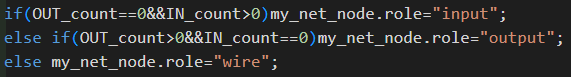 if(OUT_count==0&&IN_count>0)my_net_node.role="input";
else if(OUT_count>0&&IN_count==0)my_net_node.role="output";
else my_net_node.role="wire";